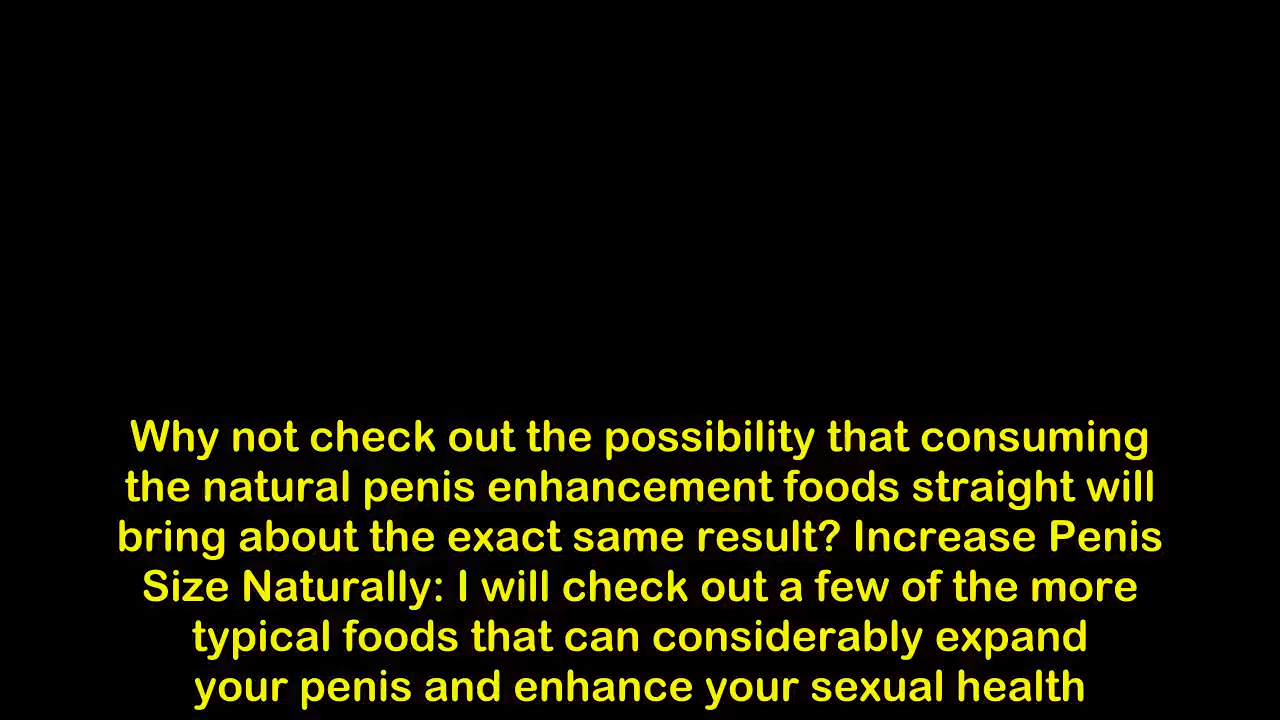 Why not check out the possibility that consuming
the natural penis enhancement foods straight will
bring about the exact same result? Increase Penis
Size Naturally: I will check out a few of the more
typical foods that can considerably expand
your penis and enhance your sexual health